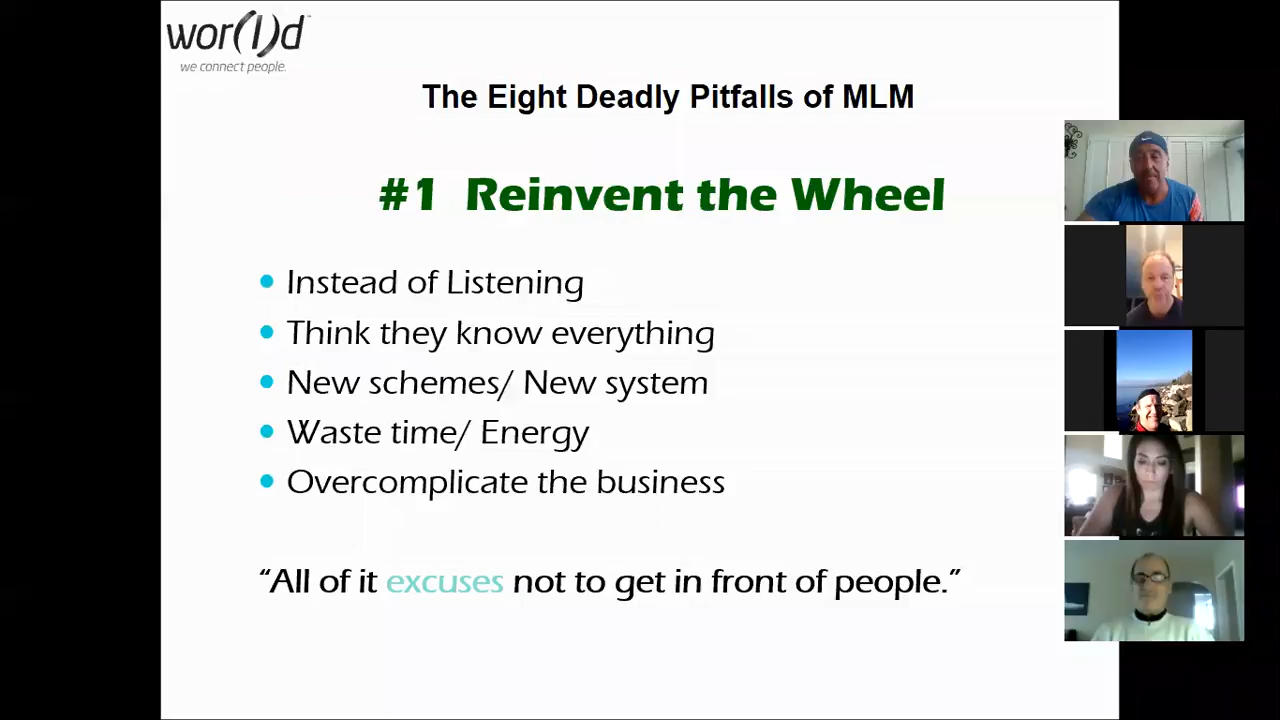 wor(l)d™
we connect people.
The Eight Deadly Pitfalls of MLM
#1 Reinvent the Wheel
• Instead of Listening
• Think they know everything
• New schemes/ New system
• Waste time/ Energy
• Overcomplicate the business
“All of it excuses not to get in front of people.”